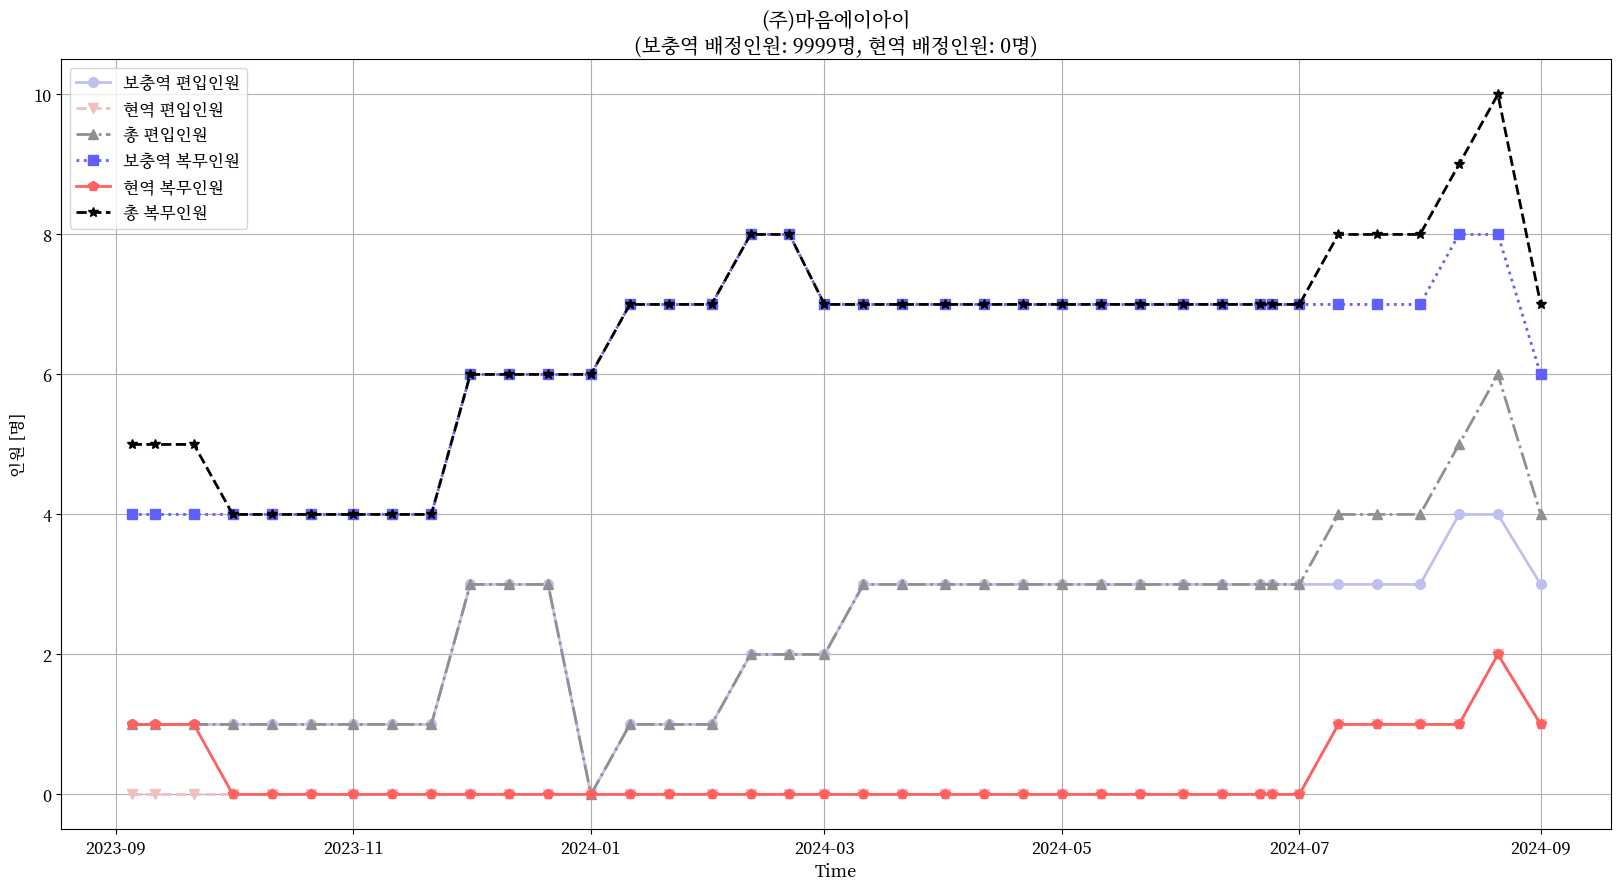 (주)마음에이아이
(보충역 배정인원: 9999명, 현역 배정인원: 0명)
보충역 편입인원
현역 편입인원
총 편입인원
보충역 복무인원
현역 복무인원
총 복무인원
10
8
6
4
2
0
인원 [명]
2023-09
2023-11
2024-01
2024-03
2024-05
2024-07
2024-09
Time